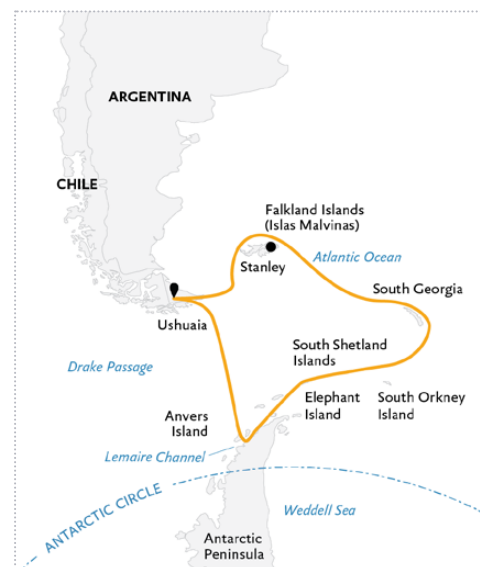 ARGENTINA
CHILE
Falkland Islands
(Islas Malvinas)
Atlantic Ocean
Stanley
South Georgia
Ushuaia
South Shetland
Islands
Drake Passage
Elephant
Island
South Orkney
Island
Anvers
Island
Lemaire Channel
ANTARCTIC CIRCLE
Weddell Sea
Antarctic
Peninsula